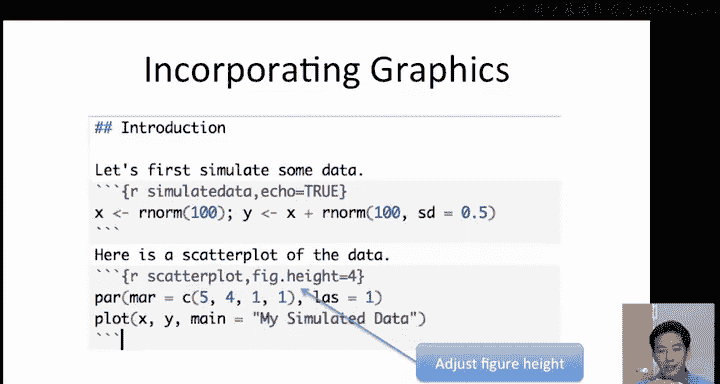 Incorporating Graphics
## Introduction
Let's first simulate some data.
```{r simulatedata,echo=TRUE}
x <- rnorm(100); y <- x + rnorm(100, sd = 0.5)
```
Here is a scatterplot of the data.
```{r scatterplot,fig.height=4}
par(mar = c(5, 4, 1, 1), las = 1)
plot(x, y, main = "My Simulated Data")
```
Adjust figure height